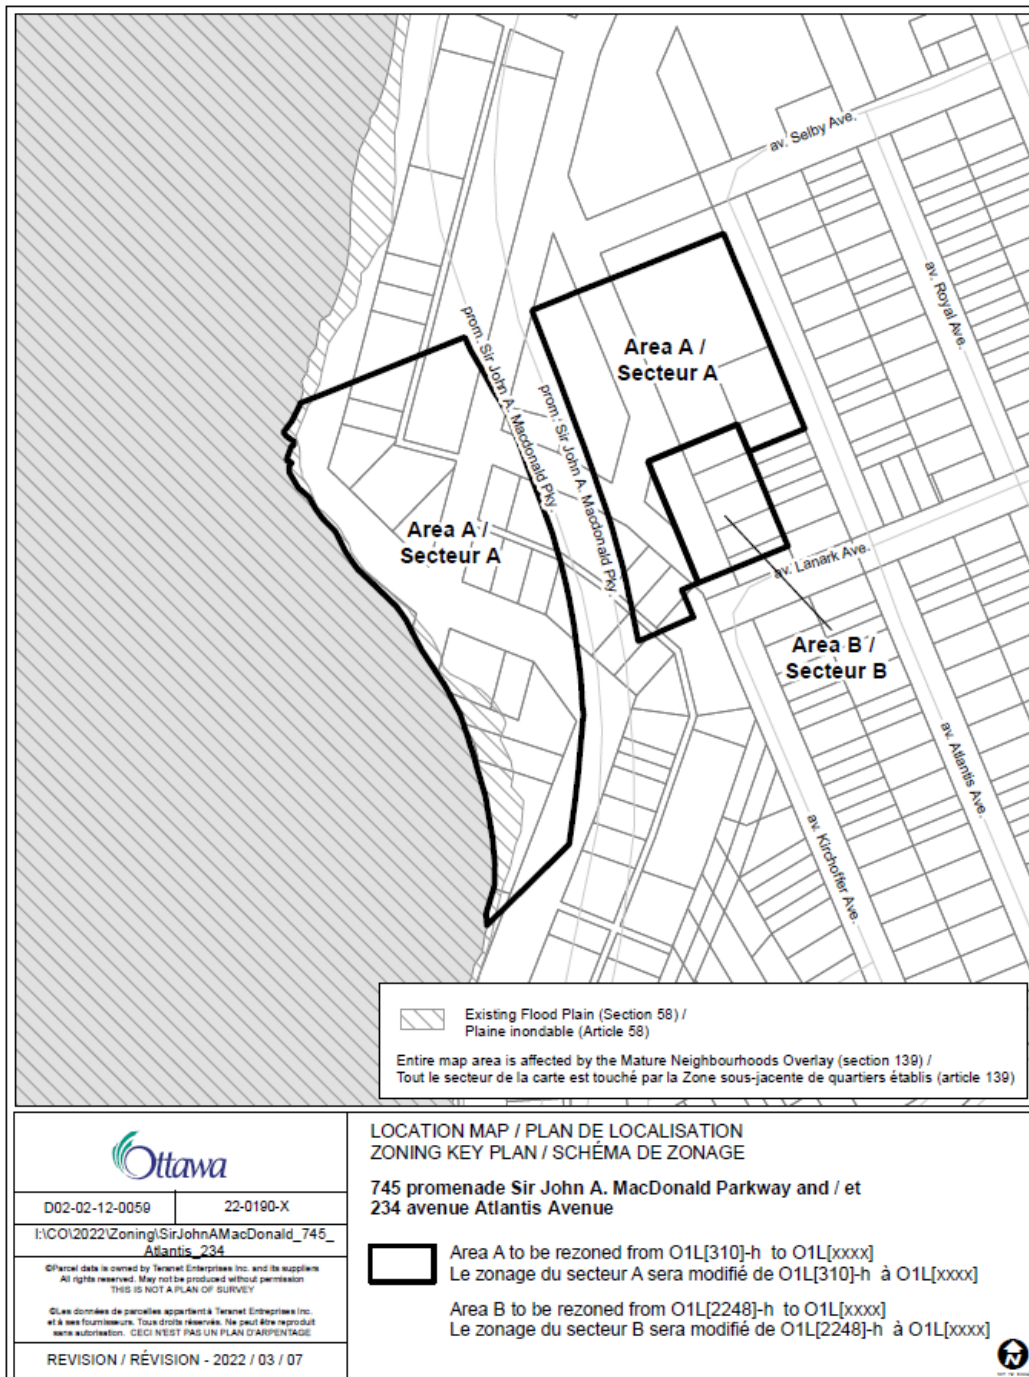 av. Selby Ave.
av. Royal Ave.
prom. Sir John A. Macdonald Pky.
prom. Sir John A. Macdonald Pky.
Area A /
Secteur A
Area A /
Secteur A
av. Lanark Ave.
Area B /
Secteur B
av. Atlantis Ave.
av. Kirchoffer Ave.
Existing Flood Plain (Section 58) /
Plaine inondable (Article 58)
Entire map area is affected by the Mature Neighbourhoods Overlay (section 139) /
Tout le secteur de la carte est touché par la Zone sous-jacente de quartiers établis (article 139)
Ottawa
D02-02-12-0059 22-0190-X
I:\CO\2022\Zoning\SirJohnAMacDonald_745_
Atlantis_234
©Parcel data is owned by Teranet Enterprises Inc. and its suppliers
All rights reserved. May not be produced without permission
THIS IS NOT A PLAN OF SURVEY
©Les données de parcelles appartient à Teranet Entreprises Inc.
et à ses fournisseurs. Tous droits réservés. Ne peut être reproduit
sans autorisation. CECI N'EST PAS UN PLAN D'ARPENTAGE
REVISION / RÉVISION - 2022 / 03 / 07
LOCATION MAP / PLAN DE LOCALISATION
ZONING KEY PLAN / SCHÉMA DE ZONAGE
745 promenade Sir John A. MacDonald Parkway and / et
234 avenue Atlantis Avenue
Area A to be rezoned from O1L[310]-h to O1L[xxxx]
Le zonage du secteur A sera modifié de O1L[310]-h à O1L[xxxx]
Area B to be rezoned from O1L[2248]-h to O1L[xxxx]
Le zonage du secteur B sera modifié de O1L[2248]-h à O1L[xxxx]
N